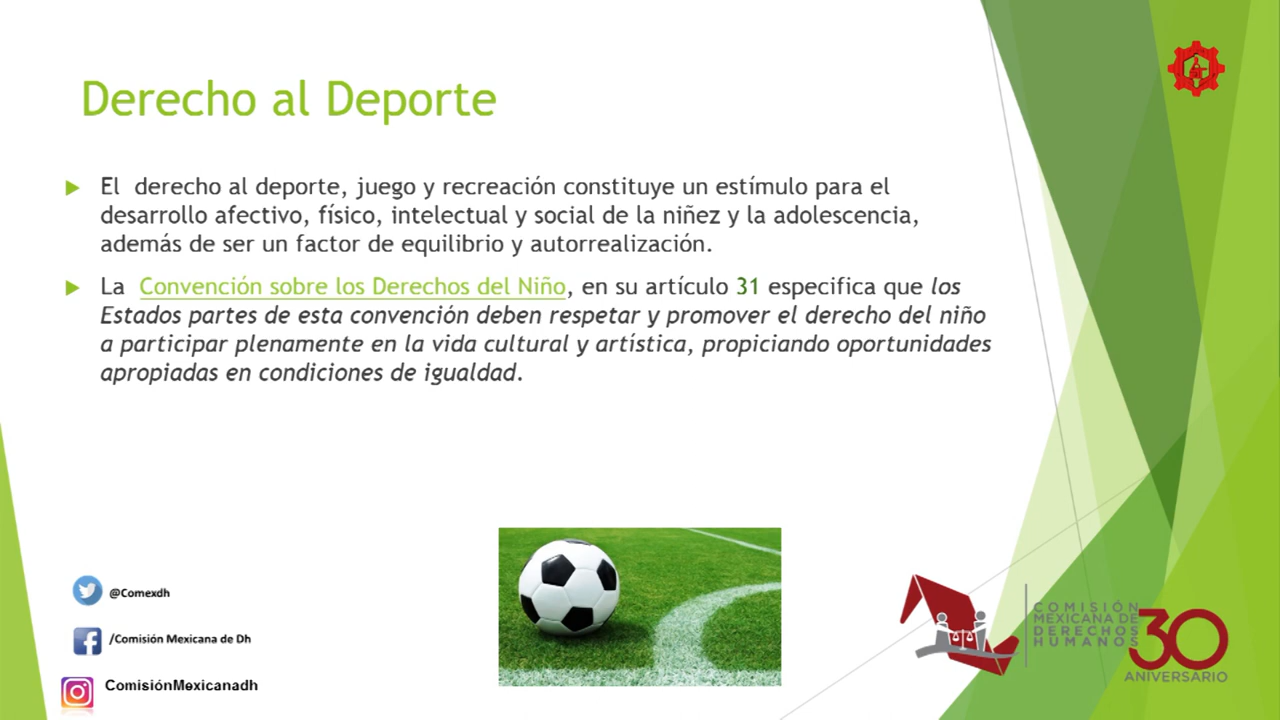 Derecho al Deporte
El derecho al deporte, juego y recreación constituye un estímulo para el
desarrollo afectivo, físico, intelectual y social de la niñez y la adolescencia,
además de ser un factor de equilibrio y autorrealización.
La Convención sobre los Derechos del Niño, en su artículo 31 especifica que los
Estados partes de esta convención deben respetar y promover el derecho del niño
a participar plenamente en la vida cultural y artística, propiciando oportunidades
apropiadas en condiciones de igualdad.
@Comexdh
/Comisión Mexicana de Dh
ComisiónMexicanadh
COMISIÓN
MEXICANA DE
DERECHOS
HUMANOS
30
ANIVERSARIO